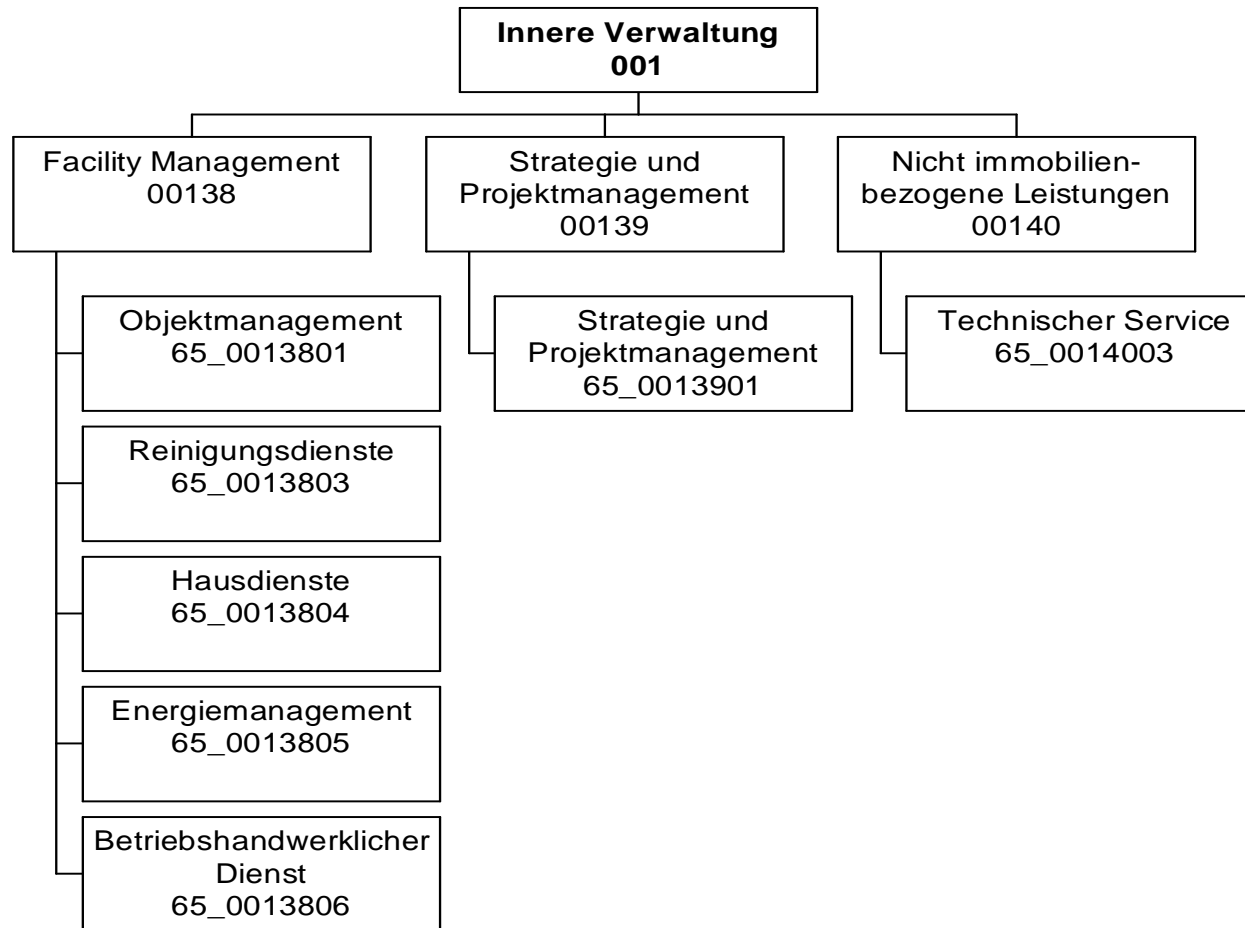 Innere Verwaltung
001
Facility Management
00138
Strategie und
Projektmanagement
00139
Nicht immobilien-
bezogene Leistungen
00140
Objektmanagement
65_0013801
Reinigungsdienste
65_0013803
Hausdienste
65_0013804
Energiemanagement
65_0013805
Betriebshandwerklicher
Dienst
65_0013806
Strategie und
Projektmanagement
65_0013901
Technischer Service
65_0014003